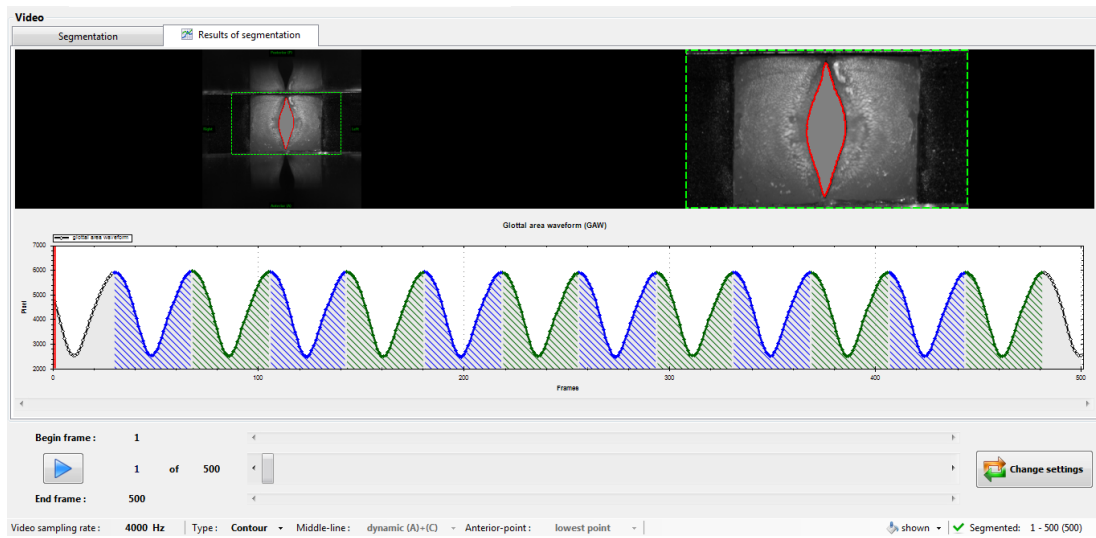 Video
Segmentation
Results of segmentation
Right
Left
Glottal area waveform (GAW)
glottal area waveform
7000
6000
5000
4000
3000
2000
Pixel
0
100
200
300
400
500
Frames
Begin frame :
1
1 of 500
Change settings
End frame :
500
Video sampling rate : 4000 Hz Type : Contour Middle-line : dynamic (A)+(C) Anterior-point : lowest point shown Segmented: 1 - 500 (500)